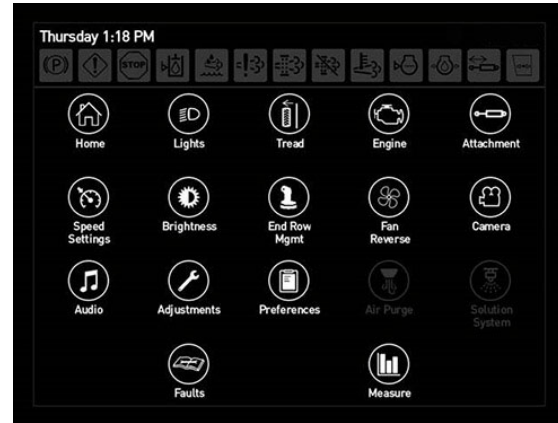 Thursday 1:18 PM
STOP
Home
Lights
Tread
Engine
Attachment
Speed
Settings
Brightness
End Row
Mgmt
Fan
Reverse
Camera
Audio
Adjustments
Preferences
Air Purge
Solution
System
Faults
Measure